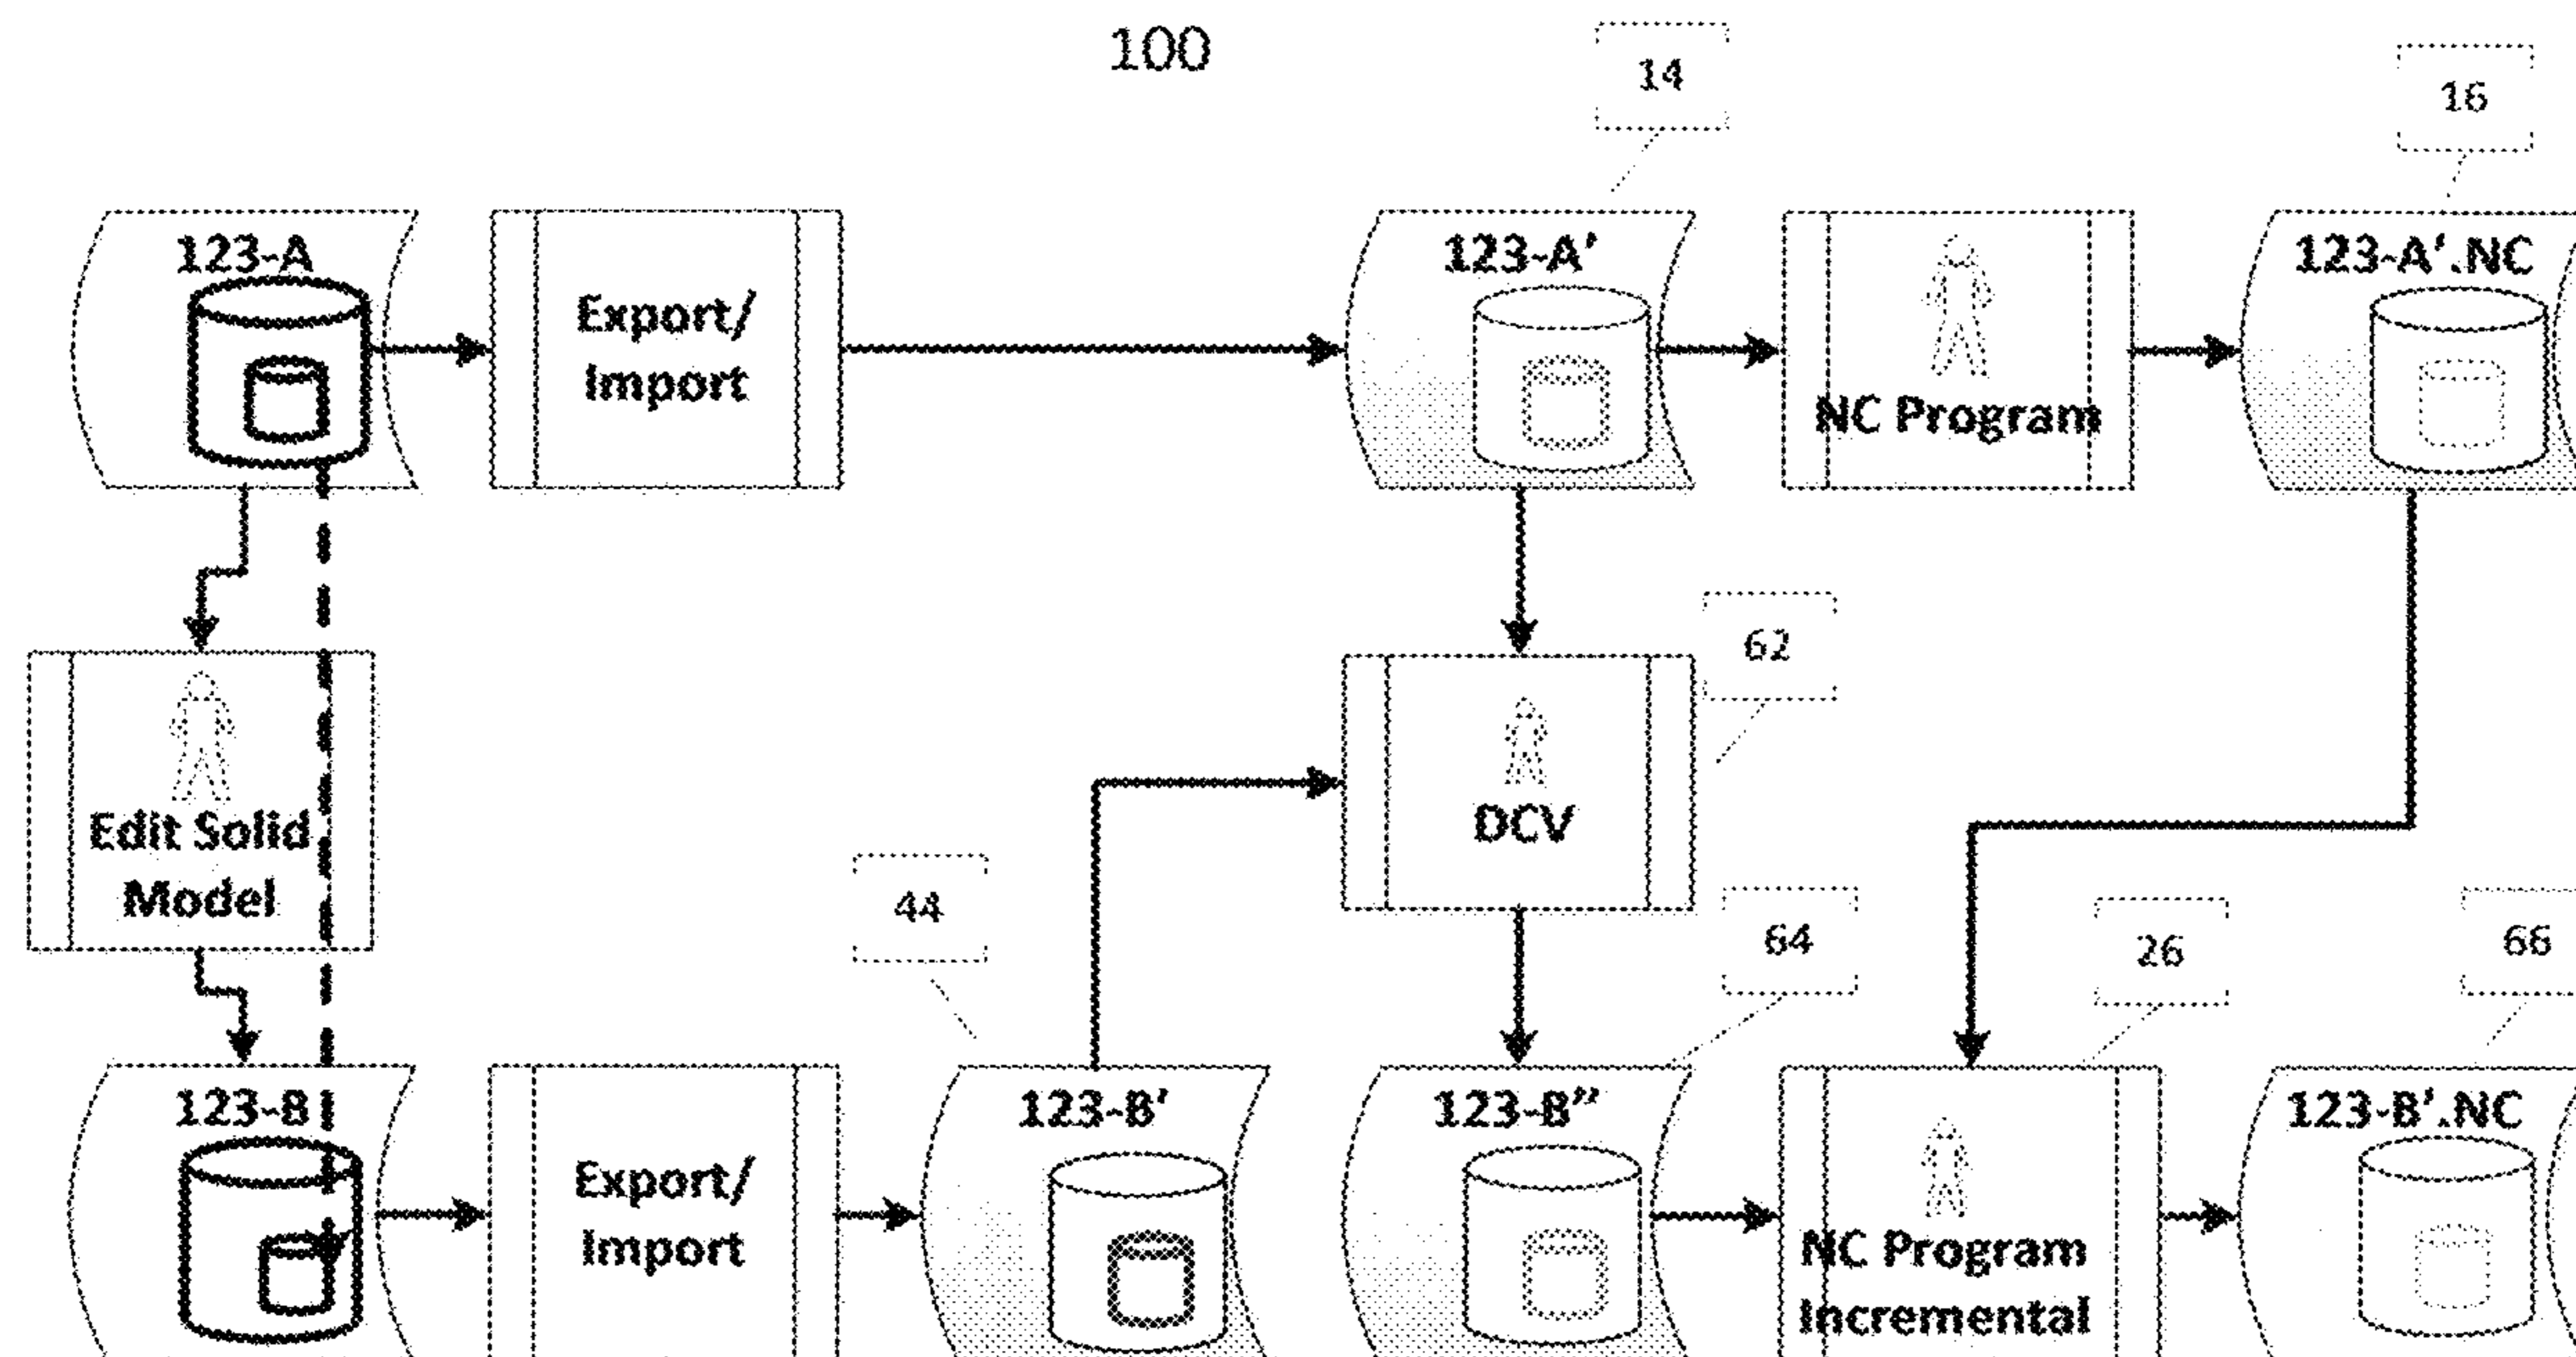 100
14
16
123-A
Export/
Import
123-A'
NC Program
123-A'.NC
62
Edit Solid
Model
DCV
44
64
26
66
123-B
Export/
Import
123-B'
123-B"
NC Program
Incremental
123-B'.NC